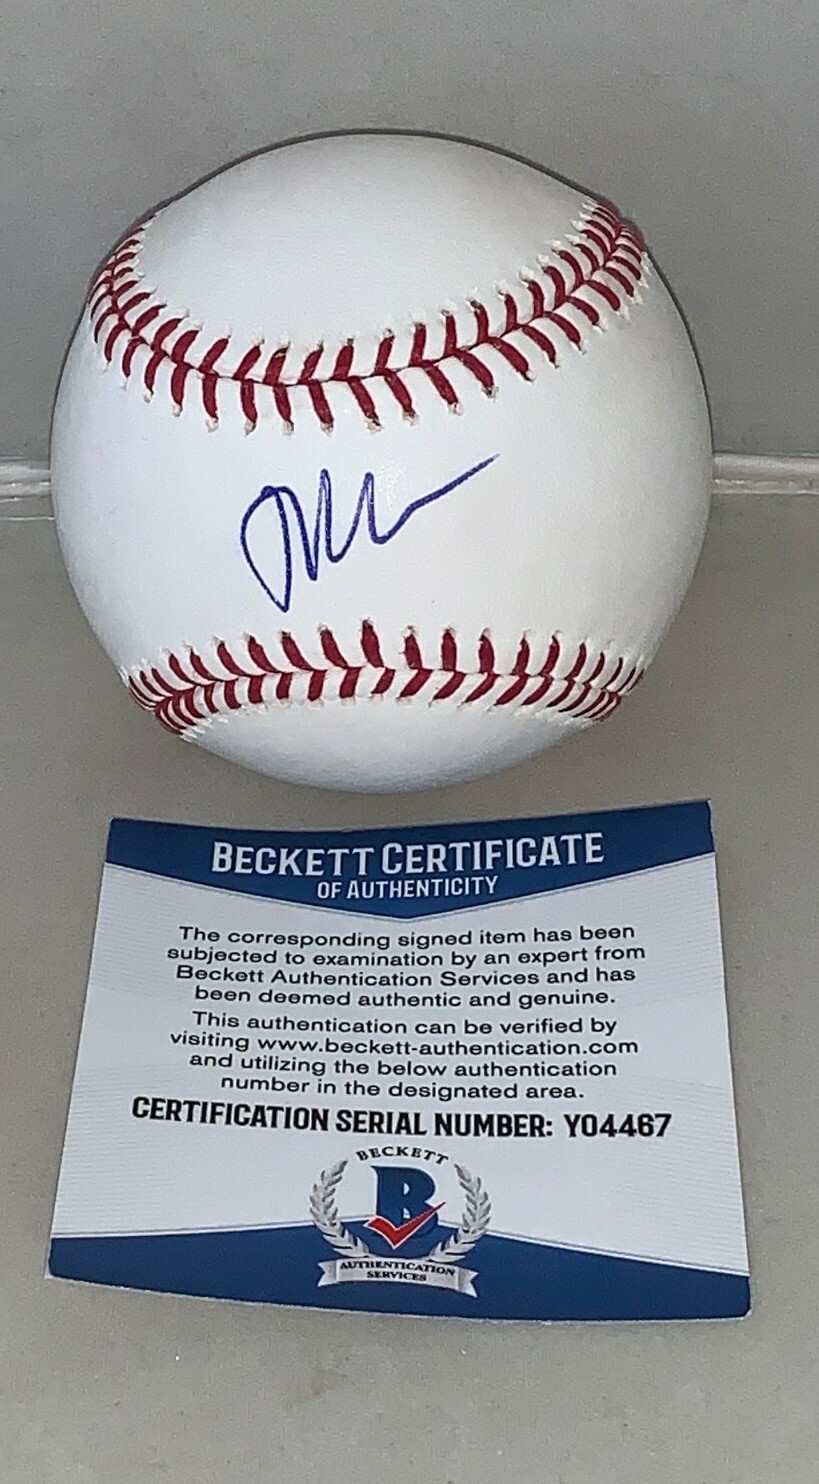 BECKETT CERTIFICATE
OF AUTHENTICITY
The corresponding signed item has been
subjected to examination by an expert from
Beckett Authentication Services and has
been deemed authentic and genuine.
This authentication can be verified by
visiting www.beckett-authentication.com
and utilizing the below authentication
number in the designated area.
CERTIFICATION SERIAL NUMBER: Y04467
BECKETT
B
AUTHENTICATION
SERVICES